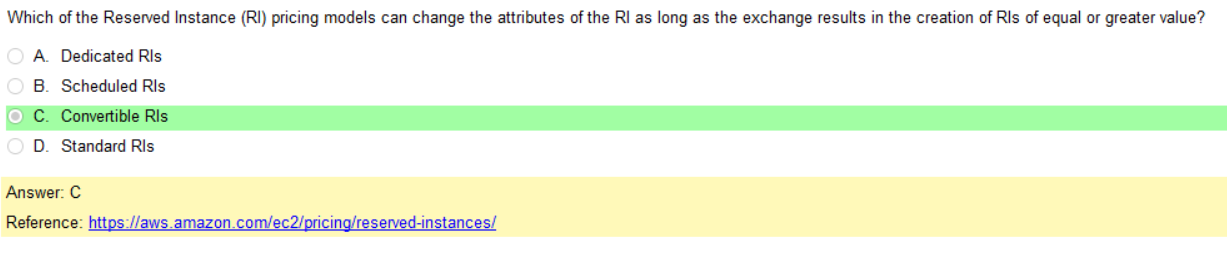 Which of the Reserved Instance (RI) pricing models can change the attributes of the RI as long as the exchange results in the creation of RIs of equal or greater value?
A. Dedicated RIs
B. Scheduled RIs
C. Convertible RIs
D. Standard RIs
Answer: C
Reference: https://aws.amazon.com/ec2/pricing/reserved-instances/